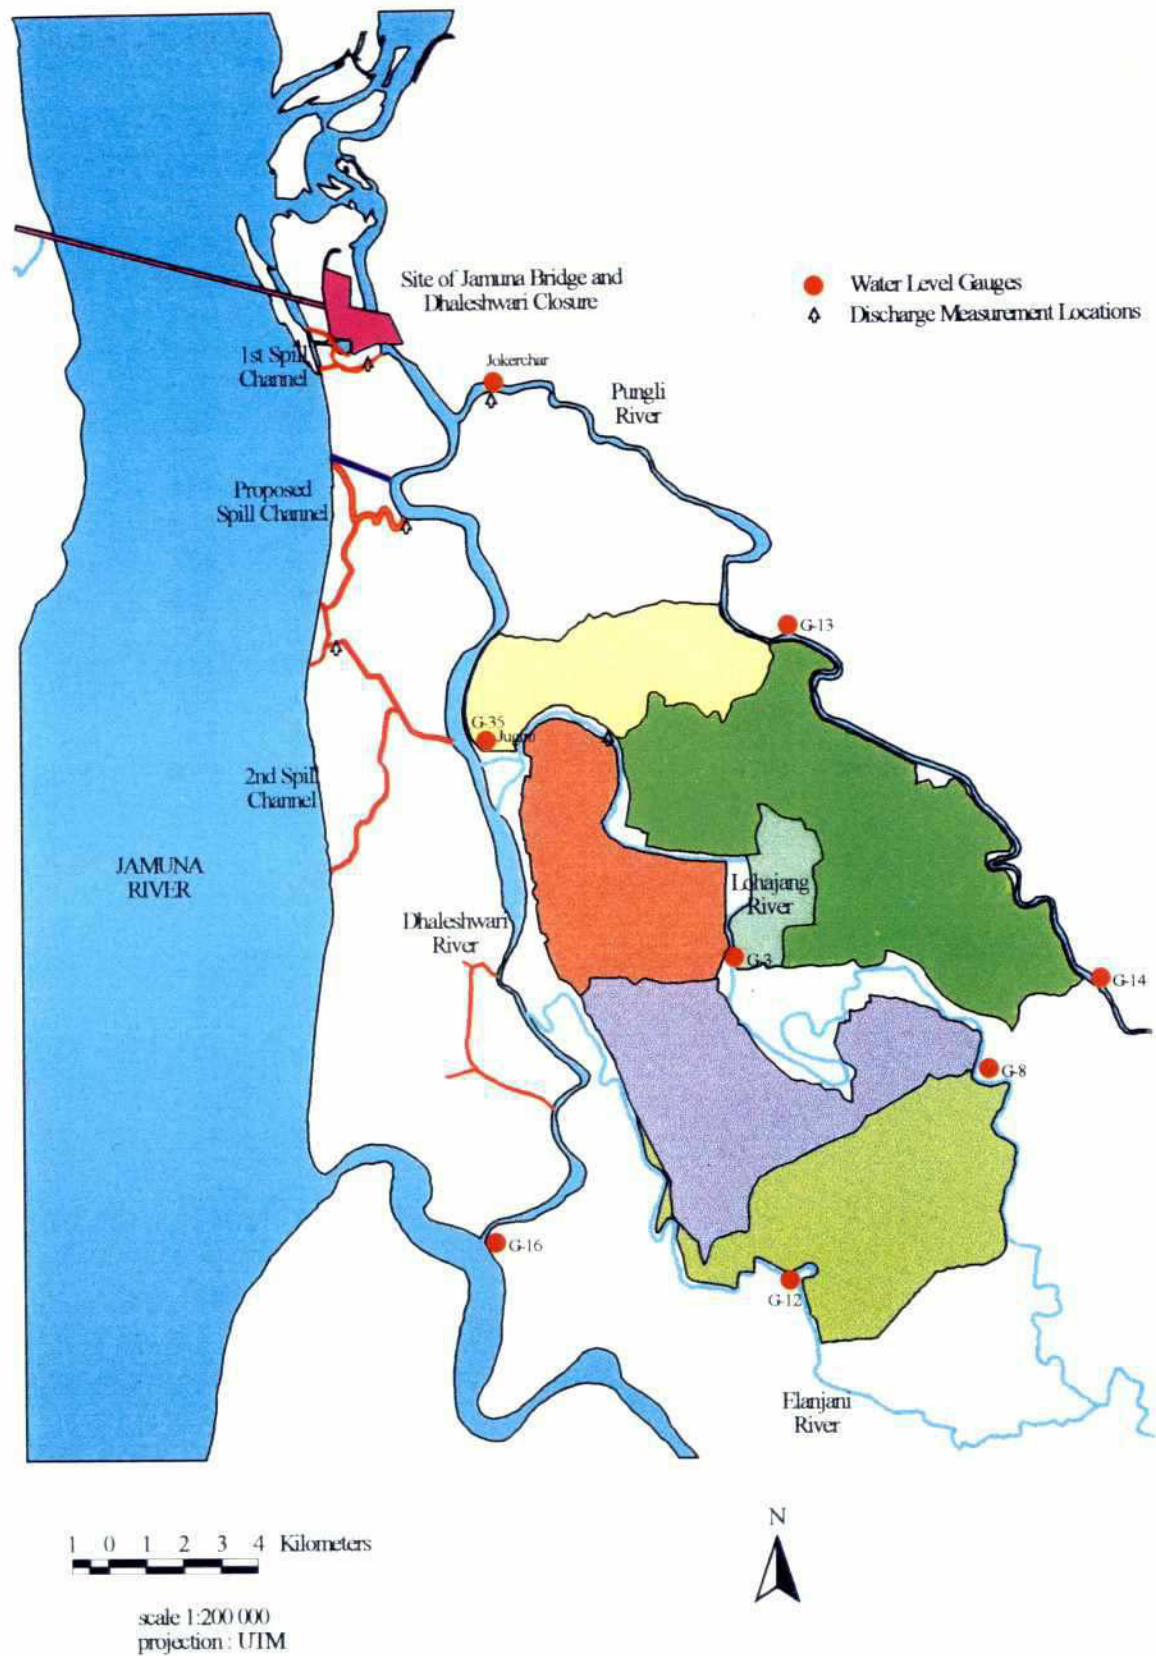 Site of Jamuna Bridge and
Dhaleshwari Closure
Water Level Gauges
Discharge Measurement Locations
1st Spill
Channel
Jokerchar
Pungli
River
Proposed
Spill Channel
G-13
G-35
2nd Spill
Channel
JAMUNA
RIVER
Lohajang
River
Dhaleshwari
River
G-3
G-14
G-8
G-16
G-12
Elanjani
River
N
1 0 1 2 3 4 Kilometers
scale 1:200 000
projection : UTM